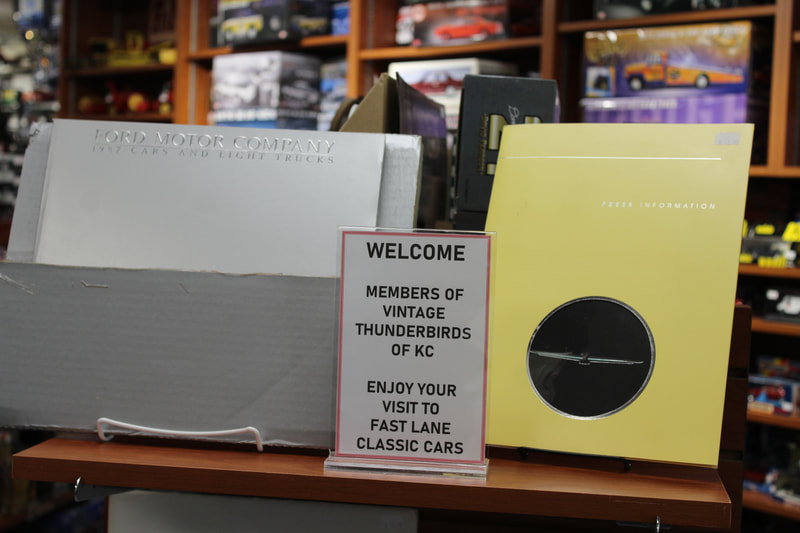 FORD MOTOR COMPANY
1987 CARS AND LIGHT TRUCKS
PRESS INFORMATION
WELCOME
MEMBERS OF
VINTAGE
THUNDERBIRDS
OF KC
ENJOY YOUR
VISIT TO
FAST LANE
CLASSIC CARS